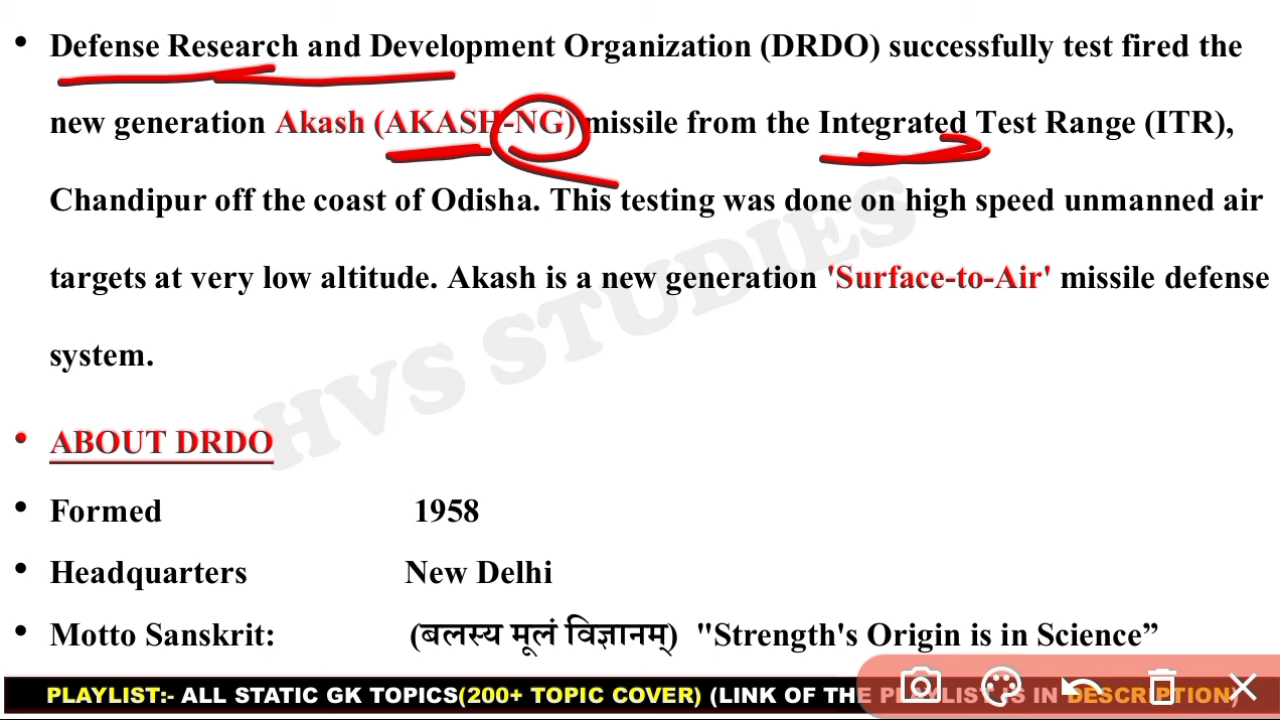 • Defense Research and Development Organization (DRDO) successfully test fired the
new generation Akash (AKASH-NG) missile from the Integrated Test Range (ITR),
Chandipur off the coast of Odisha. This testing was done on high speed unmanned air
targets at very low altitude. Akash is a new generation 'Surface-to-Air' missile defense
system.
HVS STUDIES
• ABOUT DRDO
• Formed 1958
• Headquarters New Delhi
• Motto Sanskrit: (बलस्य मूलं विज्ञानम्) "Strength's Origin is in Science”
PLAYLIST:- ALL STATIC GK TOPICS(200+ TOPIC COVER) (LINK OF THE PLAYLIST IS IN DESCRIPTION)